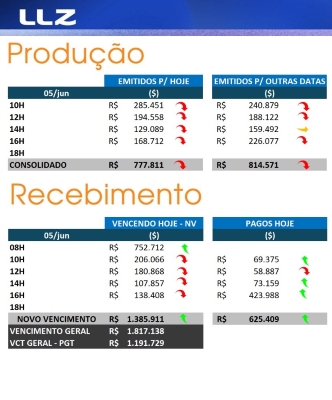 LLZ
Produção
EMITIDOS P/ HOJE EMITIDOS P/ OUTRAS DATAS
05/jun ($) ($)
10H R$ 285.451 R$ 240.879
12H R$ 194.558 R$ 188.122
14H R$ 129.089 R$ 159.492
16H R$ 168.712 R$ 226.077
18H
CONSOLIDADO R$ 777.811 R$ 814.571
Recebimento
VENCENDO HOJE - NV PAGOS HOJE
05/jun ($) ($)
08H R$ 752.712
10H R$ 206.066 R$ 69.375
12H R$ 180.868 R$ 58.887
14H R$ 107.857 R$ 73.159
16H R$ 138.408 R$ 423.988
18H
NOVO VENCIMENTO R$ 1.385.911 R$ 625.409
VENCIMENTO GERAL R$ 1.817.138
VCT GERAL - PGT R$ 1.191.729